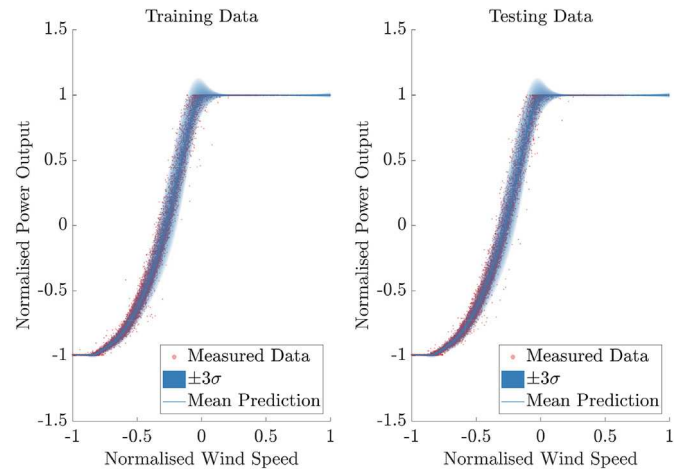 Training Data
1.5
1
0.5
0
-0.5
-1
-1.5
Normalised Power Output
Measured Data
±3σ
Mean Prediction
-1 -0.5 0 0.5 1
Normalised Wind Speed
Testing Data
1.5
1
0.5
0
-0.5
-1
-1.5
Normalised Power Output
Measured Data
±3σ
Mean Prediction
-1 -0.5 0 0.5 1
Normalised Wind Speed